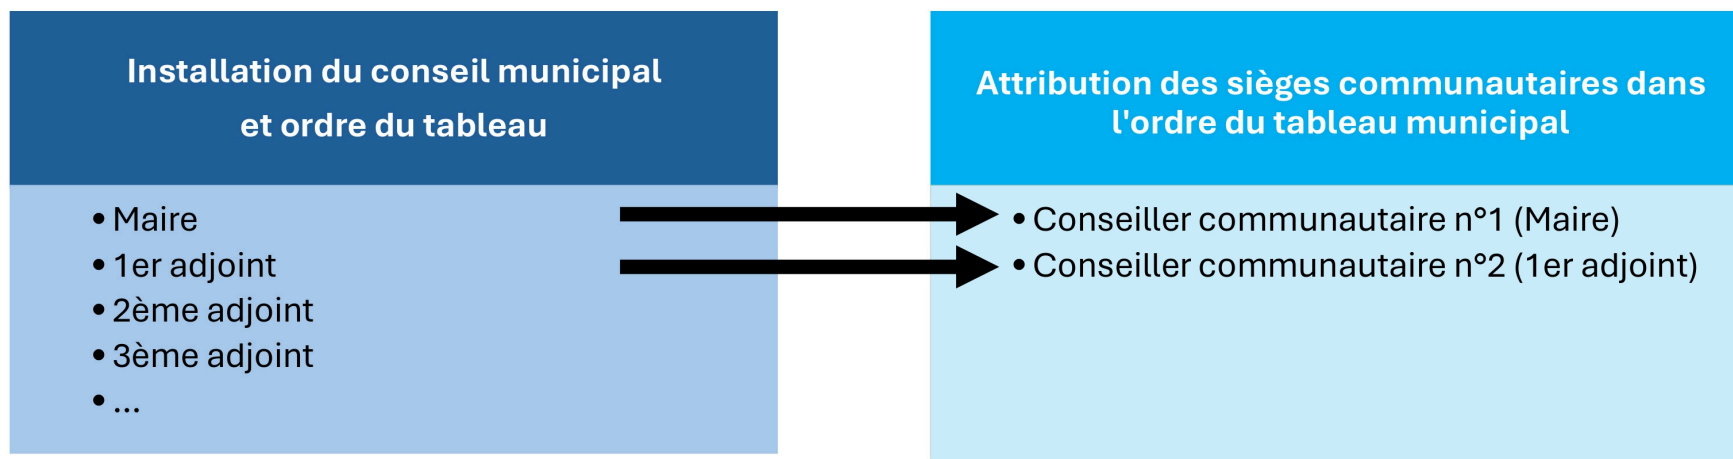 Installation du conseil municipal
et ordre du tableau
• Maire
• 1er adjoint
• 2ème adjoint
• 3ème adjoint
• ...
Attribution des sièges communautaires dans
l'ordre du tableau municipal
• Conseiller communautaire n°1 (Maire)
• Conseiller communautaire n°2 (1er adjoint)